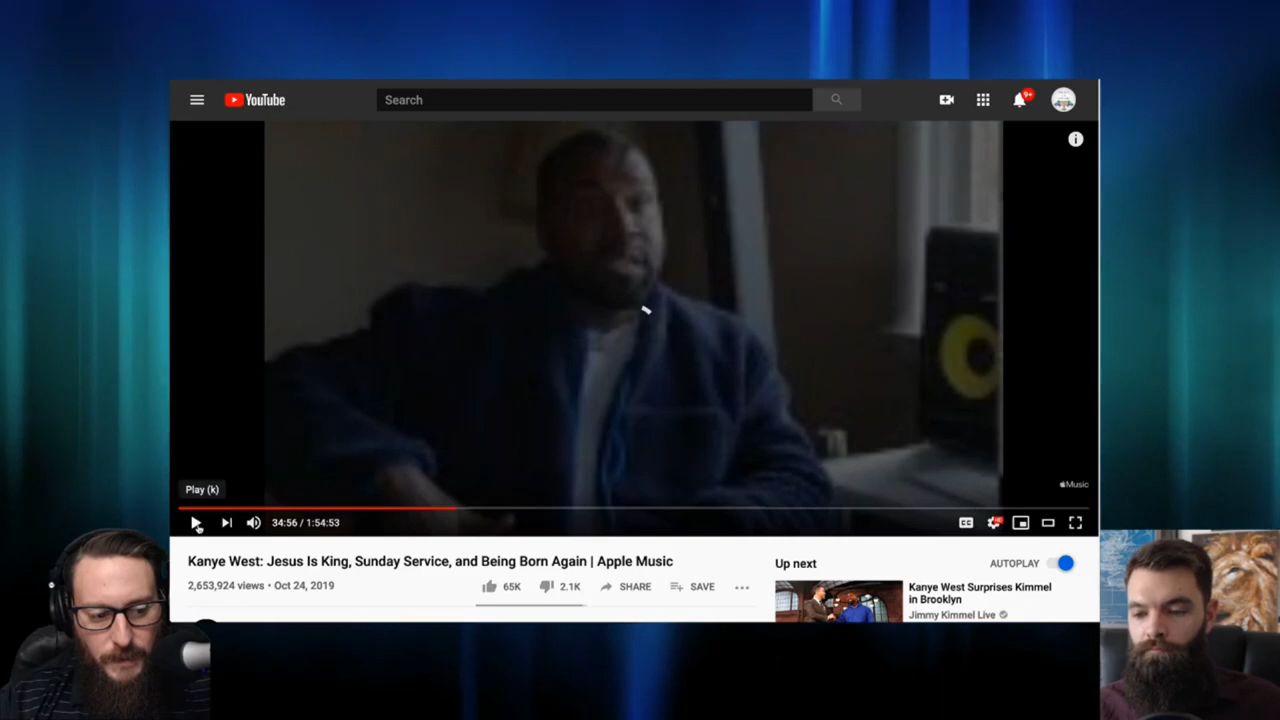 YouTube
Search
9+
Music
Play (k)
34:56 / 1:54:53
CC
HD
Kanye West: Jesus Is King, Sunday Service, and Being Born Again | Apple Music
2,653,924 views • Oct 24, 2019
65K
2.1K
SHARE
SAVE
Up next
AUTOPLAY
Kanye West Surprises Kimmel
in Brooklyn
Jimmy Kimmel Live